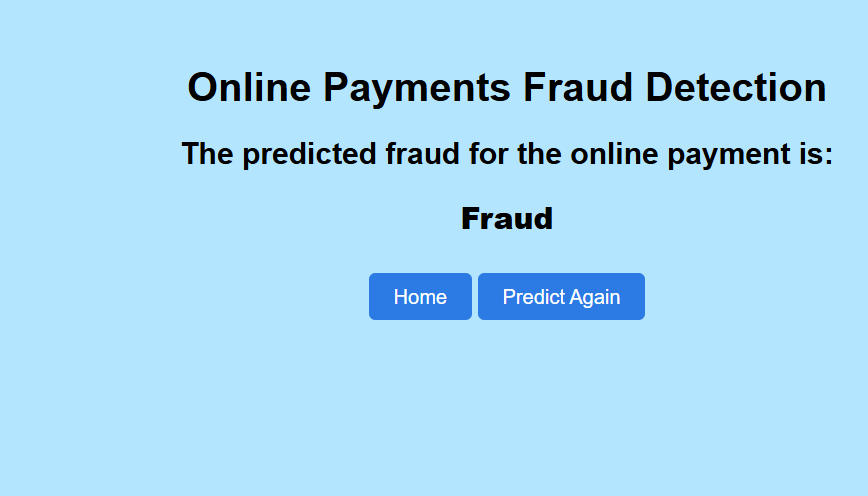 Online Payments Fraud Detection
The predicted fraud for the online payment is:
Fraud
Home Predict Again